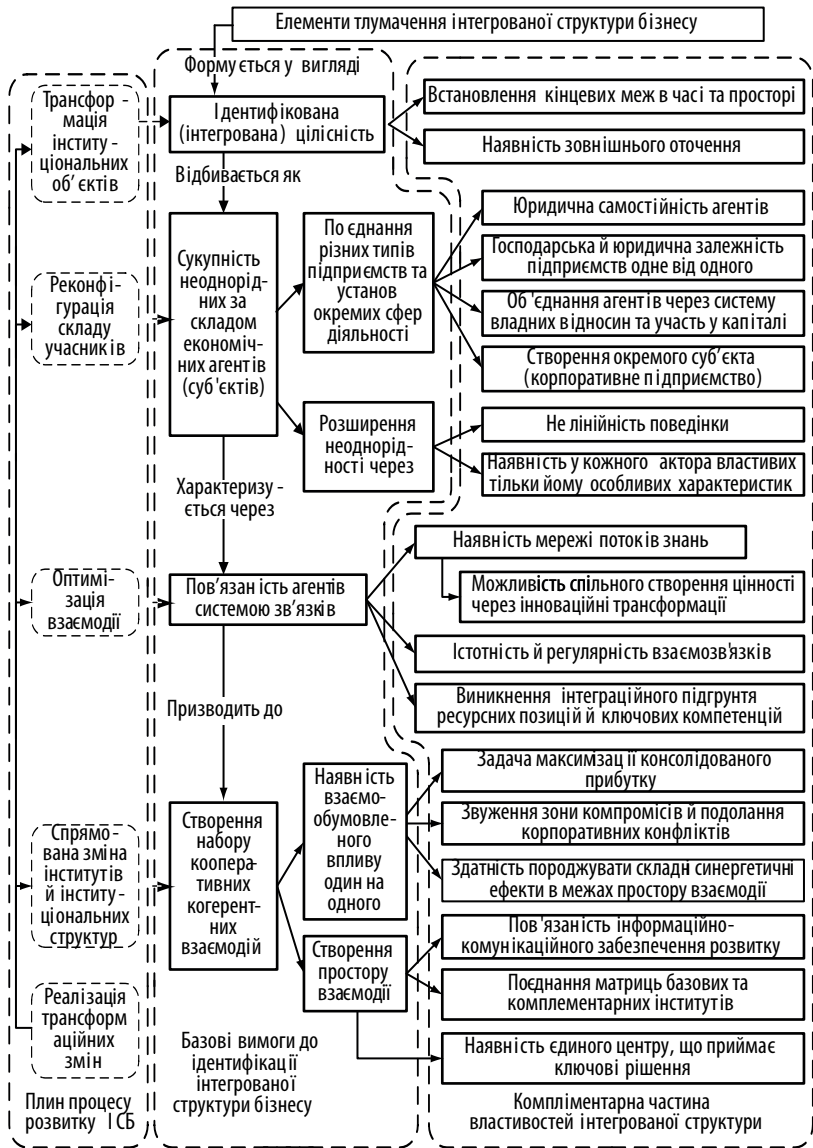 Елементи тлумачення інтегрованої структури бізнесу
Формується у вигляді
Трансфор-
мація
інститу-
ціональних
об'єктів
Ідентифікована
(інтегрована) цілісність
Встановлення кінцевих меж в часі та просторі
Наявність зовнішнього оточення
Відбивається як
Реконфі-
гурація
складу
учасників
Сукупність
неоднорід-
них за
складом
економіч-
них агентів
(суб'єктів)
Поєднання
різних типів
підприємств та
установ
окремих сфер
діяльності
Юридична самостійність агентів
Господарська й юридична залежність
підприємств одне від одного
Об'єднання агентів через систему
владних відносин та участь у капіталі
Створення окремого суб'єкта
(корпоративне підприємство)
Розширення
неоднорід-
ності через
Не лінійність поведінки
Наявність у кожного актора властивих
тільки йому особливих характеристик
Характеризу-
ється через
Оптимі-
зація
взаємодії
Пов'язаність агентів
системою зв'язків
Наявність мережі потоків знань
Можливість спільного створення цінності
через інноваційні трансформації
Істотність й регулярність взаємозв'язків
Виникнення інтеграційного підгрунтя
ресурсних позицій й ключових компетенцій
Призводить до
Спрямо-
вана зміна
інститутів
й інститу-
ціональних
структур
Створення
набору
коопера-
тивних
когерент-
них
взаємодій
Наявність
взаємо-
обумовле-
ного
впливу
один на
одного
Задача максимізації консолідованого
прибутку
Звуження зони компромісів й подолання
корпоративних конфліктів
Здатність породжувати складні синергетичні
ефекти в межах простору взаємодії
Створення
простору
взаємодії
Пов'язаність інформаційно-
комунікаційного забезпечення розвитку
Поєднання матриць базових та
комплементарних інститутів
Наявність єдиного центру, що приймає
ключові рішення
Реалізація
трансформ
аційних
змін
Плин процесу
розвитку ІСБ
Базові вимоги до
ідентифікації
інтегрованої
структури бізнесу
Компліментарна частина
властивостей інтегрованої структури